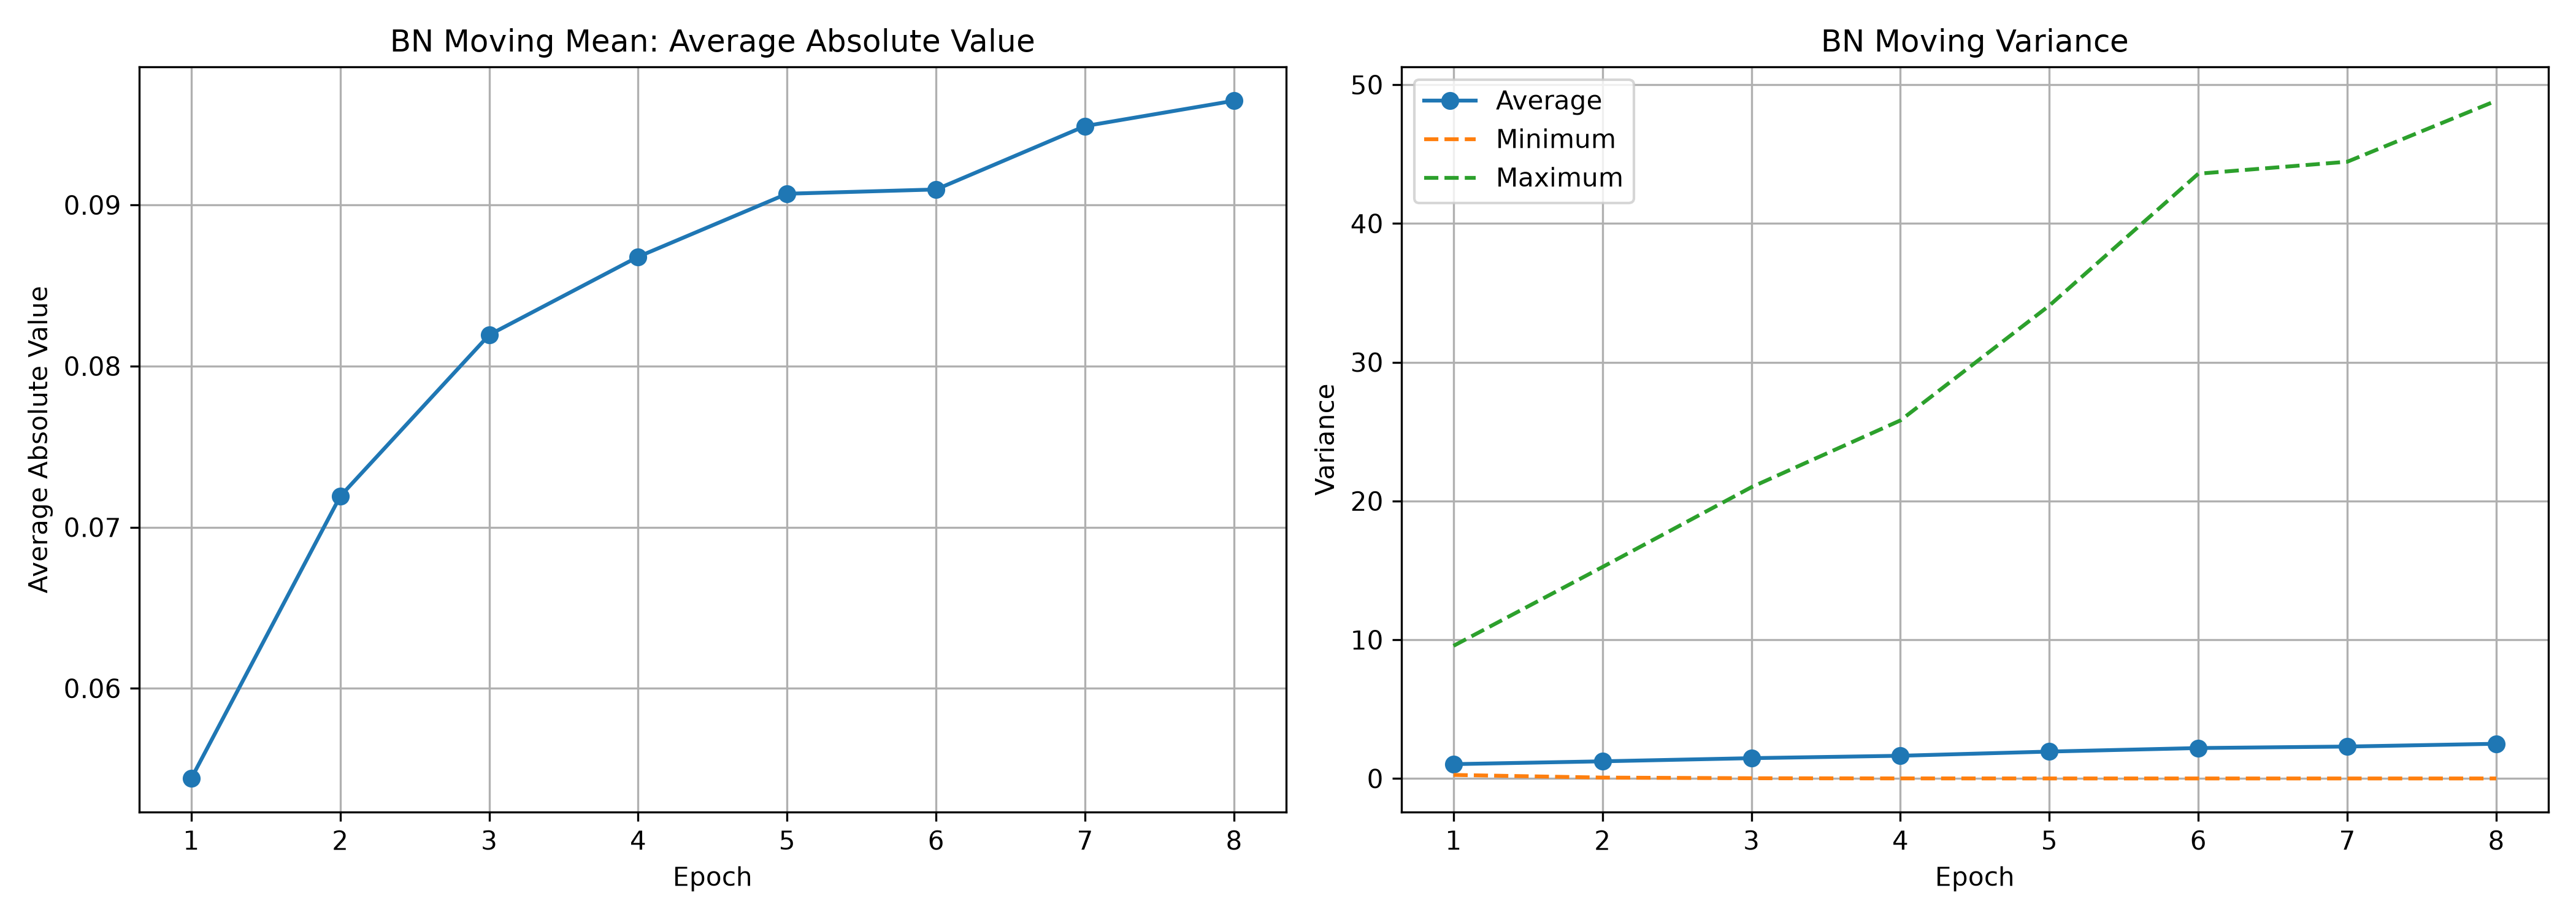 BN Moving Mean: Average Absolute Value
Average Absolute Value
0.09
0.08
0.07
0.06
1 2 3 4 5 6 7 8
Epoch
BN Moving Variance
Variance
50
40
30
20
10
0
Average
Minimum
Maximum
1 2 3 4 5 6 7 8
Epoch